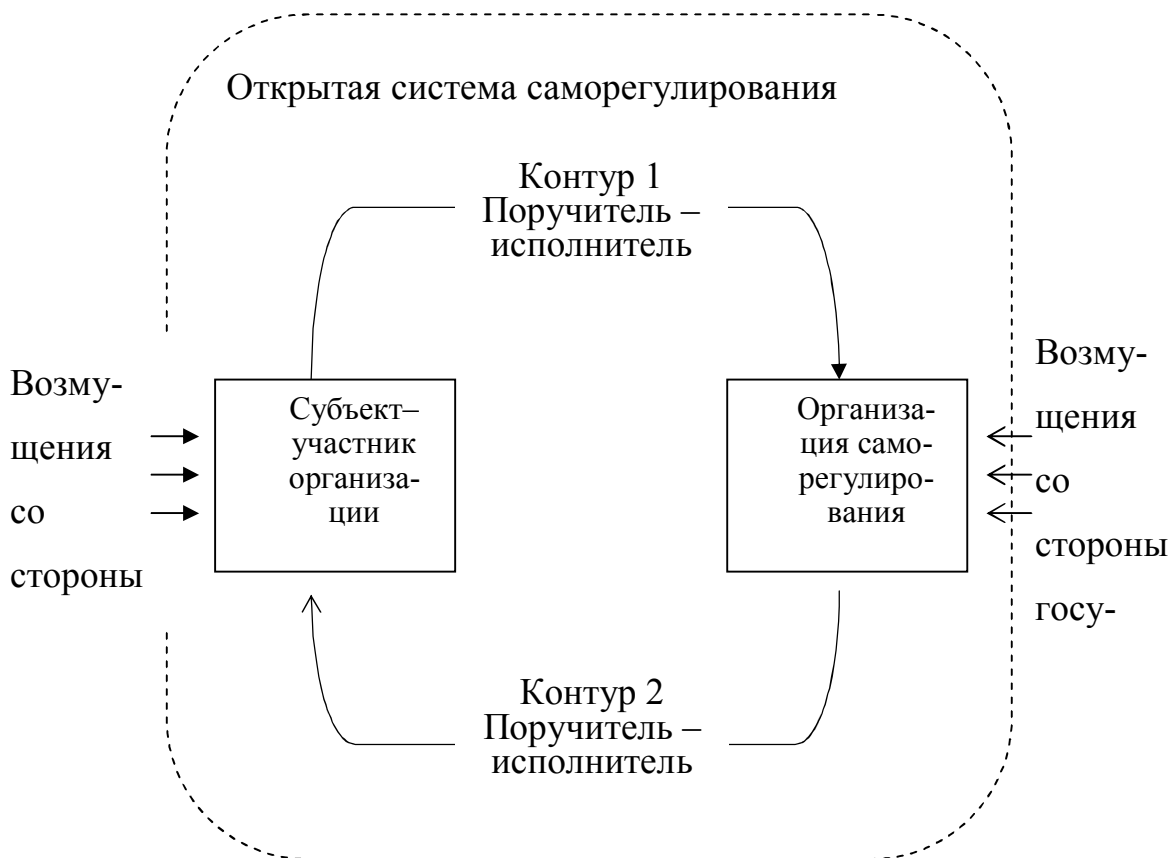 Открытая система саморегулирования
Контур 1
Поручитель –
исполнитель
Возму-
щения
со
стороны
Субъект–
участник
организа-
ции
Организа-
ция само-
регулиро-
вания
Возму-
щения
со
стороны
госу-
Контур 2
Поручитель –
исполнитель